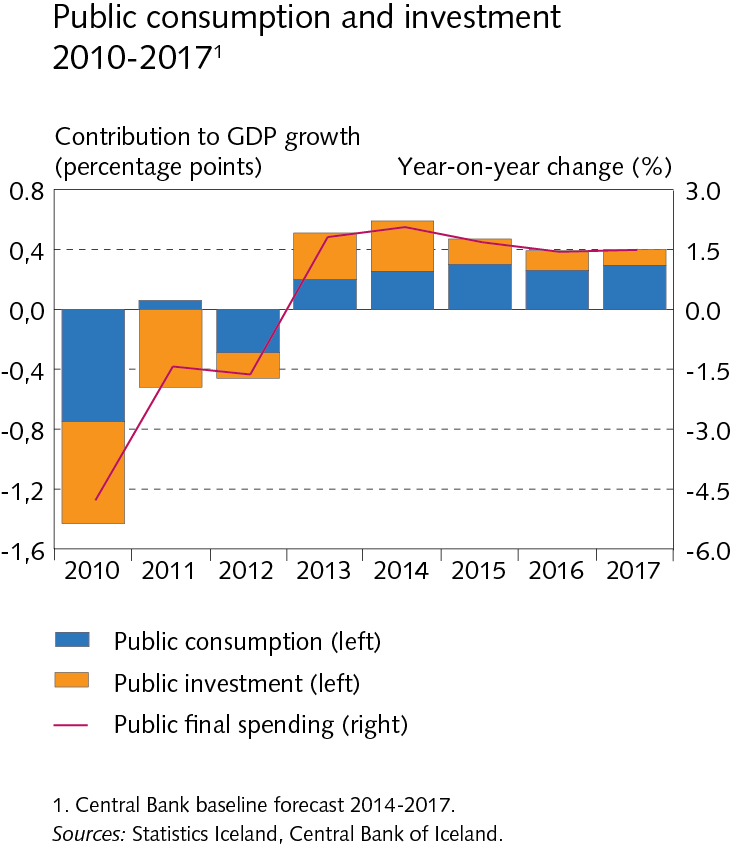 Public consumption and investment
2010-2017¹
Contribution to GDP growth
(percentage points)
Year-on-year change (%)
0.8
0,4
0,0
-0,4
-0,8
-1,2
-1,6
3.0
1.5
0.0
-1.5
-3.0
-4.5
-6.0
2010 2011 2012 2013 2014 2015 2016 2017
Public consumption (left)
Public investment (left)
Public final spending (right)
1. Central Bank baseline forecast 2014-2017.
Sources: Statistics Iceland, Central Bank of Iceland.